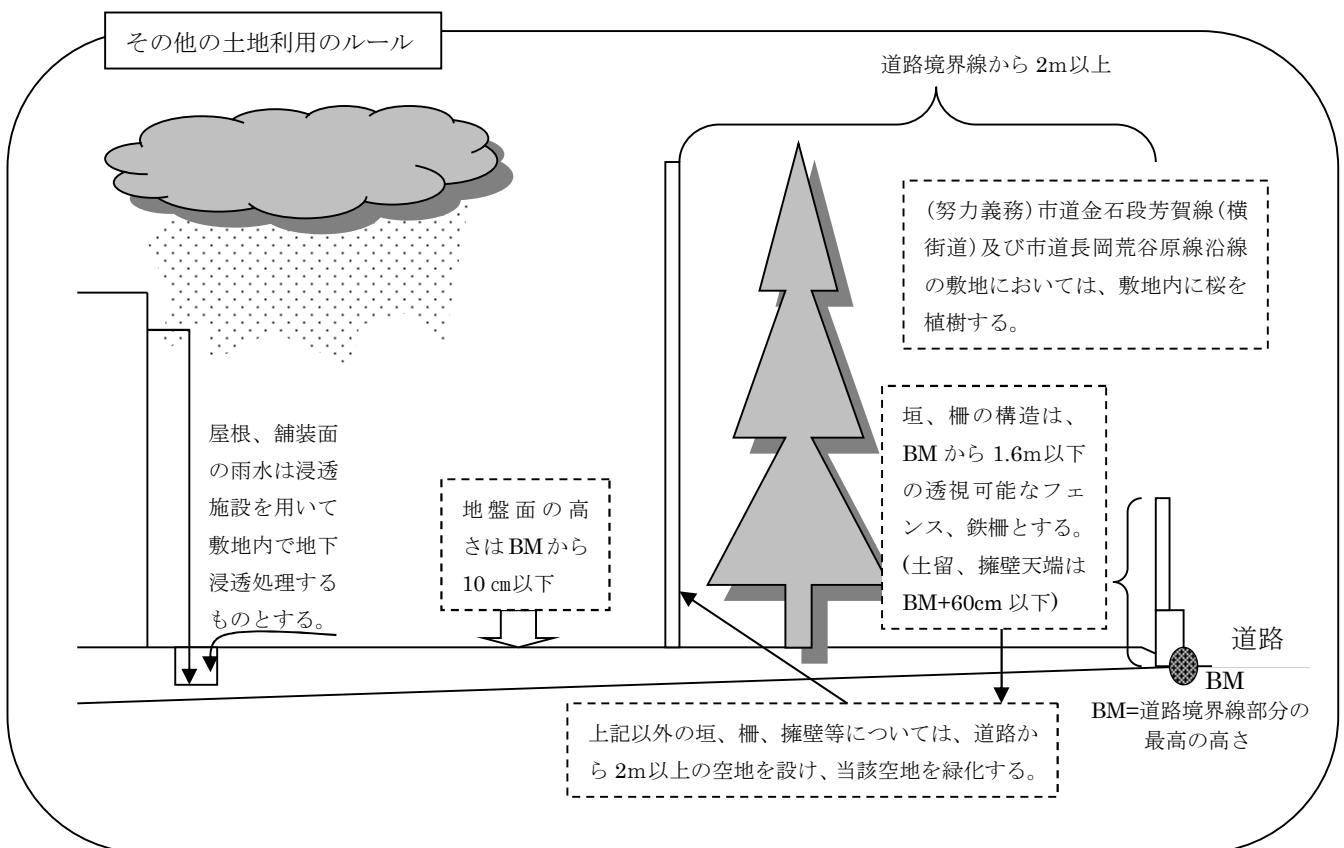 その他の土地利用のルール
道路境界線から 2m以上
(努力義務)市道金石段芳賀線(横
街道)及び市道長岡荒谷原線沿線
の敷地においては、敷地内に桜を
植樹する。
垣、柵の構造は、
BM から 1.6m以下
の透視可能なフェ
ンス、鉄柵とする。
(土留、擁壁天端は
BM+60cm 以下)
屋根、舗装面
の雨水は浸透
施設を用いて
敷地内で地下
浸透処理する
ものとする。
地盤面の高
さは BM から
10 ㎝以下
道路
BM
BM=道路境界線部分の
最高の高さ
上記以外の垣、柵、擁壁等については、道路か
ら 2m以上の空地を設け、当該空地を緑化する。